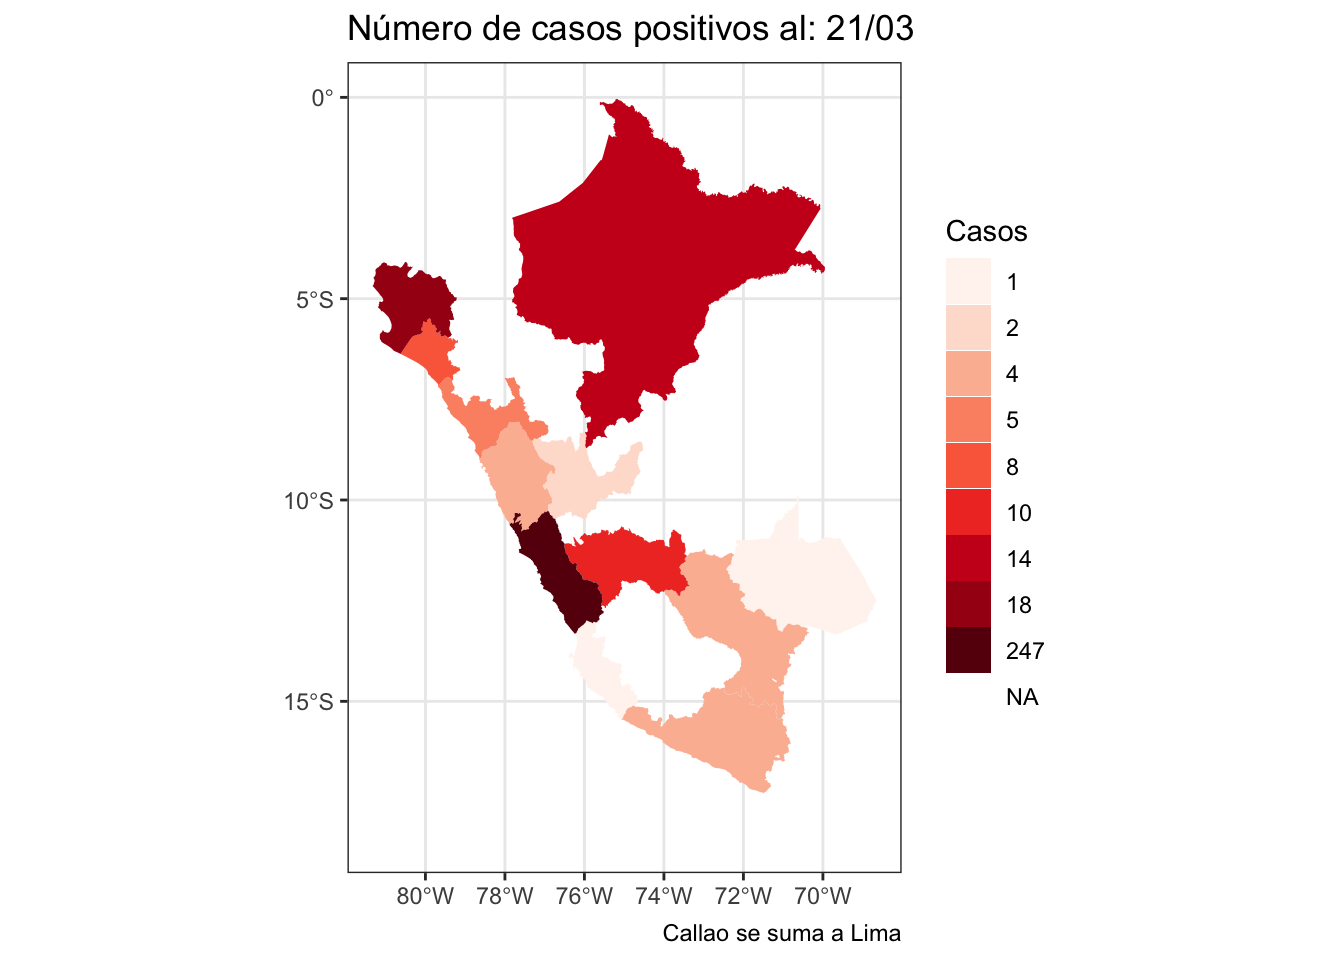 Número de casos positivos al: 21/03
0°
5°S
10°S
15°S
80°W 78°W 76°W 74°W 72°W 70°W
Callao se suma a Lima
Casos
1
2
4
5
8
10
14
18
247
NA